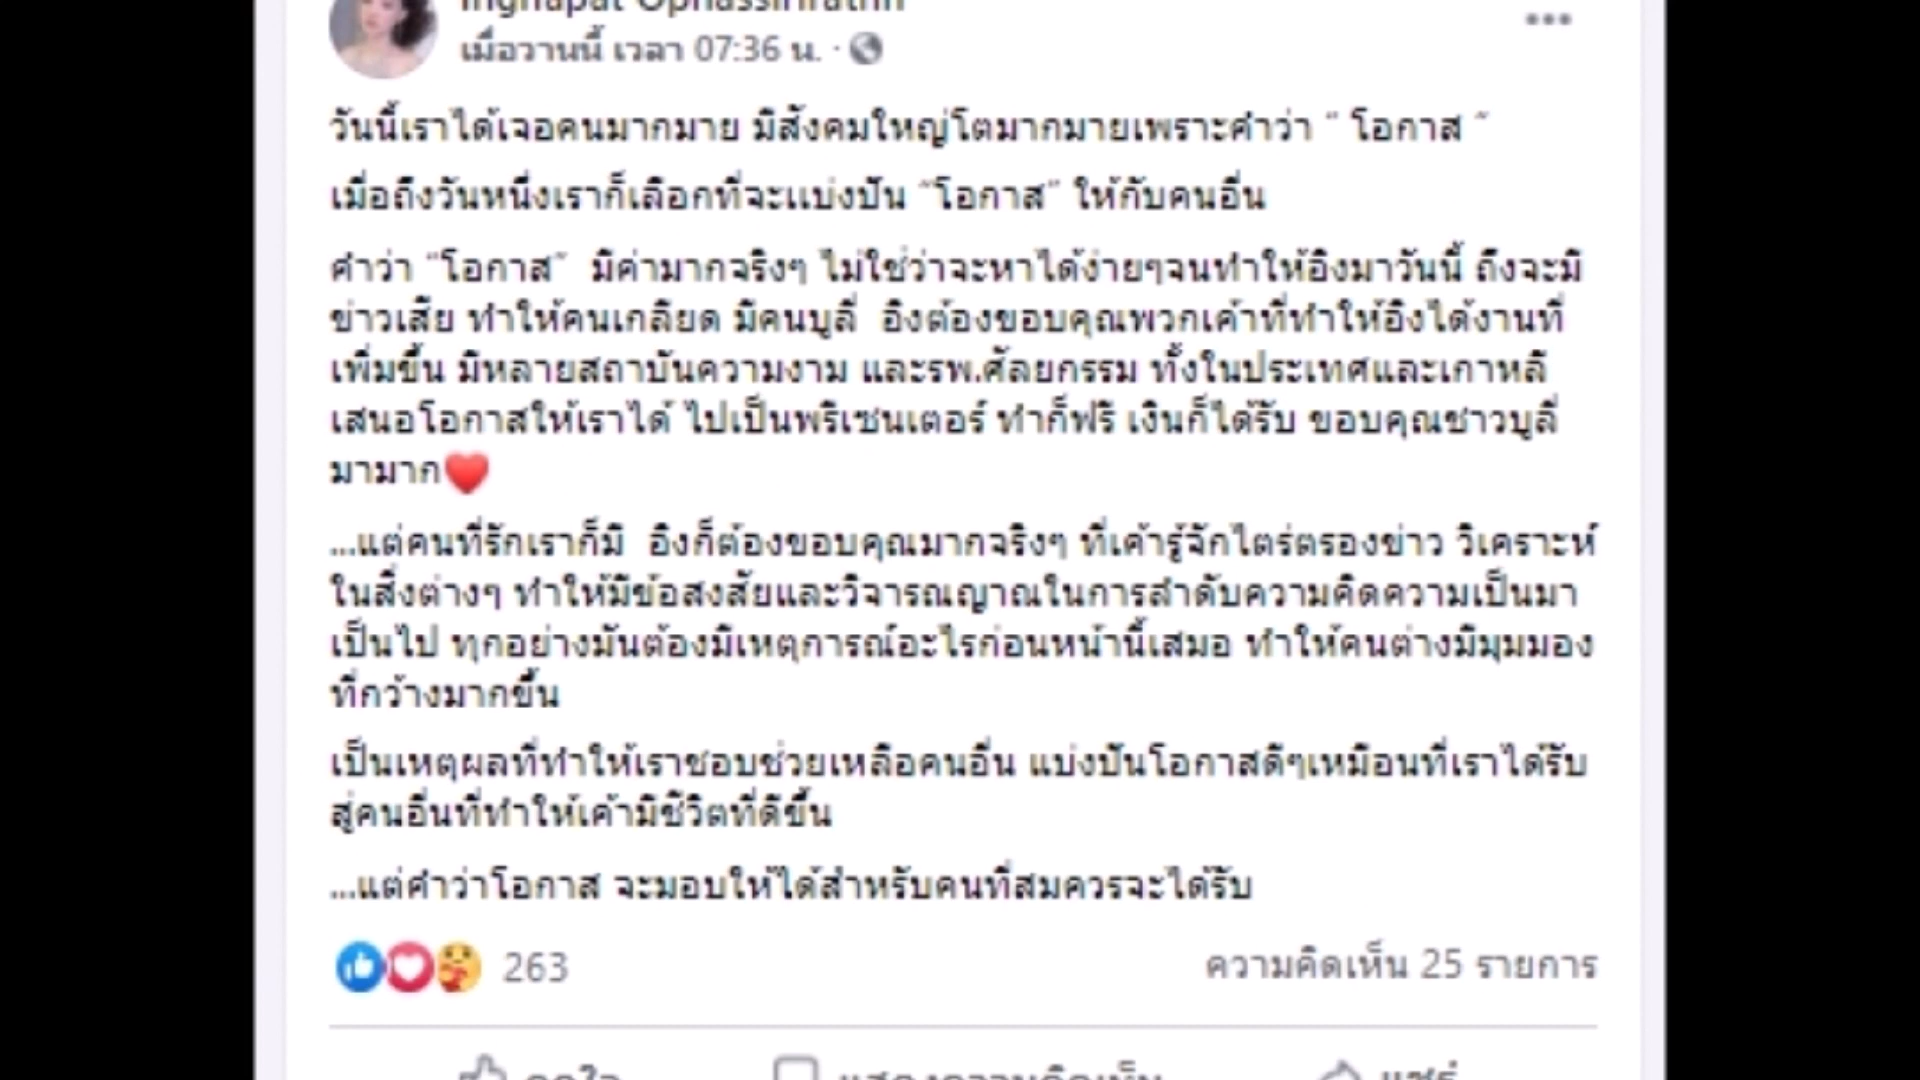 เมื่อวานนี้ เวลา 07:36 น. ·
วันนี้เราได้เจอคนมากมาย มีสังคมใหญ่โตมากมายเพราะคำว่า " โอกาส "
เมื่อถึงวันหนึ่งเราก็เลือกที่จะแบ่งปัน "โอกาส" ให้กับคนอื่น
คำว่า "โอกาส" มีค่ามากจริงๆ ไม่ใช่ว่าจะหาได้ง่ายๆจนทำให้อิงมาวันนี้ ถึงจะมี
ข่าวเสีย ทำให้คนเกลียด มีคนบูลี่ อิงต้องขอบคุณพวกเค้าที่ทำให้อิงได้งานที่
เพิ่มขึ้น มีหลายสถาบันความงาม และรพ.ศัลยกรรม ทั้งในประเทศและเกาหลี
เสนอโอกาสให้เราได้ ไปเป็นพรีเซนเตอร์ ทำก็ฟรี เงินก็ได้รับ ขอบคุณชาวบูลี่
มามาก❤️
...แต่คนที่รักเราก็มี อิงก็ต้องขอบคุณมากจริงๆ ที่เค้ารู้จักไตร่ตรองข่าว วิเคราะห์
ในสิ่งต่างๆ ทำให้มีข้อสงสัยและวิจารณญาณในการลำดับความคิดความเป็นมา
เป็นไป ทุกอย่างมันต้องมีเหตุการณ์อะไรก่อนหน้านี้เสมอ ทำให้คนต่างมีมุมมอง
ที่กว้างมากขึ้น
เป็นเหตุผลที่ทำให้เราชอบช่วยเหลือคนอื่น แบ่งปันโอกาสดีๆเหมือนที่เราได้รับ
สู่คนอื่นที่ทำให้เค้ามีชีวิตที่ดีขึ้น
...แต่คำว่าโอกาส จะมอบให้ได้สำหรับคนที่สมควรจะได้รับ
263 ความคิดเห็น 25 รายการ